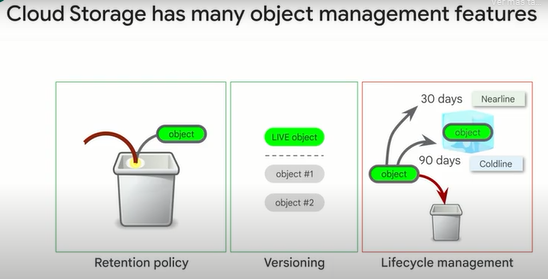 Cloud Storage has many object management features
object
LIVE object
object #1
object #2
30 days
Nearline
object
90 days
Coldline
object
Retention policy
Versioning
Lifecycle management